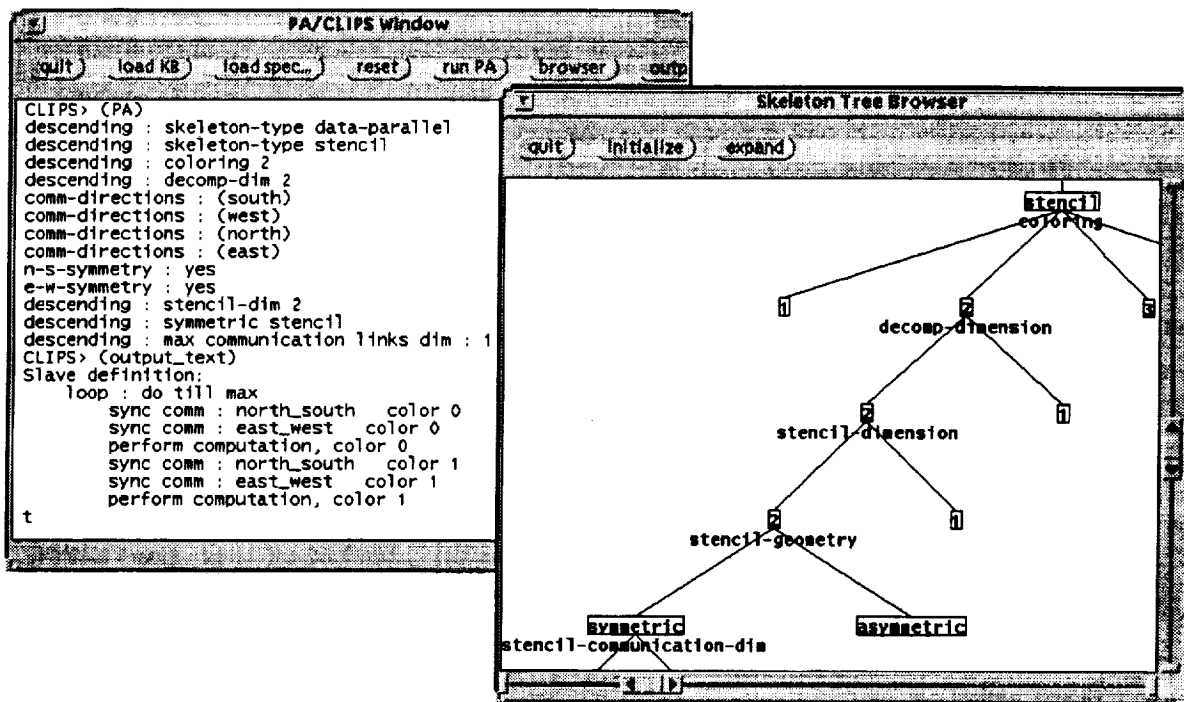 PA/CLIPS Window
quit load KB load spec... reset run PA browser outp
CLIPS> (PA)
descending : skeleton-type data-parallel
descending : skeleton-type stencil
descending : coloring 2
descending : decomp-dim 2
comm-directions : (south)
comm-directions : (west)
comm-directions : (north)
comm-directions : (east)
n-s-symmetry : yes
e-w-symmetry : yes
descending : stencil-dim 2
descending : symmetric stencil
descending : max communication links dim : 1
CLIPS> (output_text)
Slave definition:
loop : do till max
sync comm : north_south color 0
sync comm : east_west color 0
perform computation, color 0
sync comm : north_south color 1
sync comm : east_west color 1
perform computation, color 1
t
Skeleton Tree Browser
quit initialize expand
stencil
coloring
1 2 3
decomp-dimension
2 1
stencil-dimension
2 1
stencil-geometry
symmetric asymmetric
stencil-communication-dim